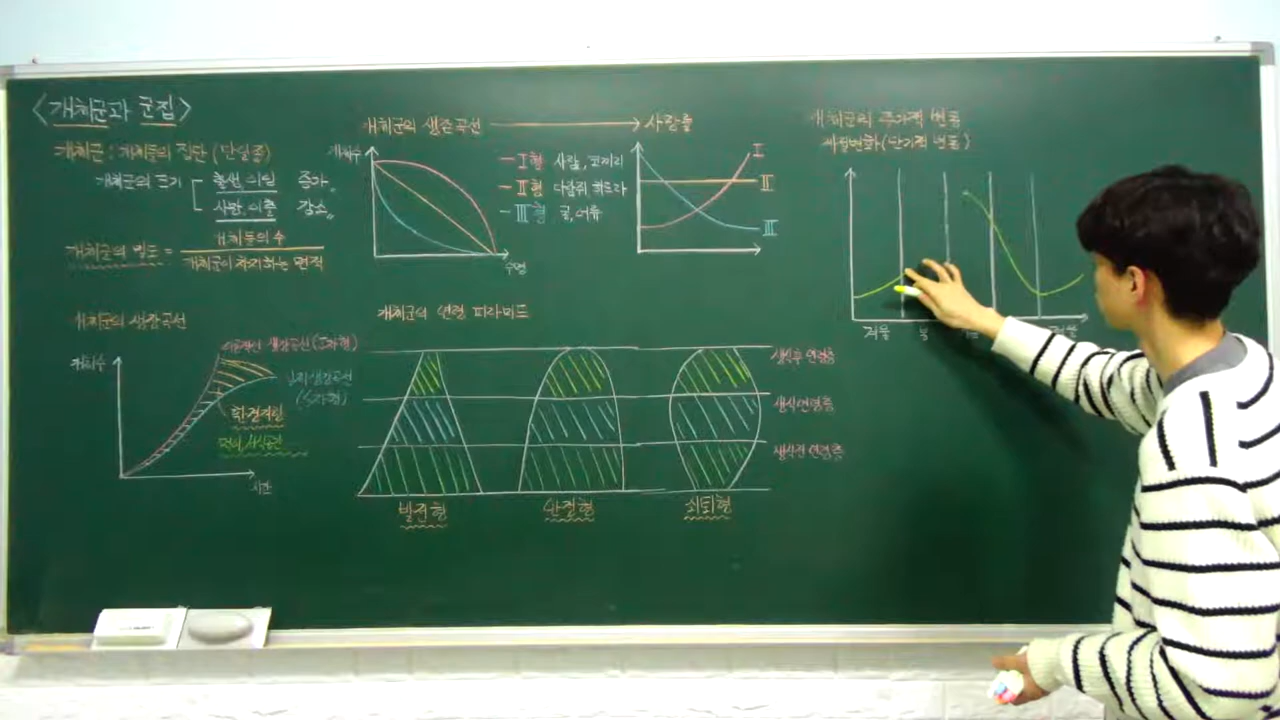 <개체군과 군집>
개체군 : 개체들의 집단 (단일종)
개체군의 크기
출생, 이입 증가
사망, 이출 감소
개체군의 밀도 = 개체들의 수
개체군이 차지하는 면적
개체군의 생장곡선
개체수
이론적인 생장곡선 (J자형)
실제 생장곡선
(S자형)
환경저항
먹이, 서식공간
시간
개체군의 생존곡선
사망률
개체수
수명
I형 사람, 코끼리
II형 다람쥐 히드라
III형 굴, 어류
I
II
III
개체군의 연령 피라미드
생식후 연령층
생식 연령층
생식전 연령층
발전형
안정형
쇠퇴형
개체군의 주기적 변동
계절변화 (단기적 변동)
겨울
봄
겨울